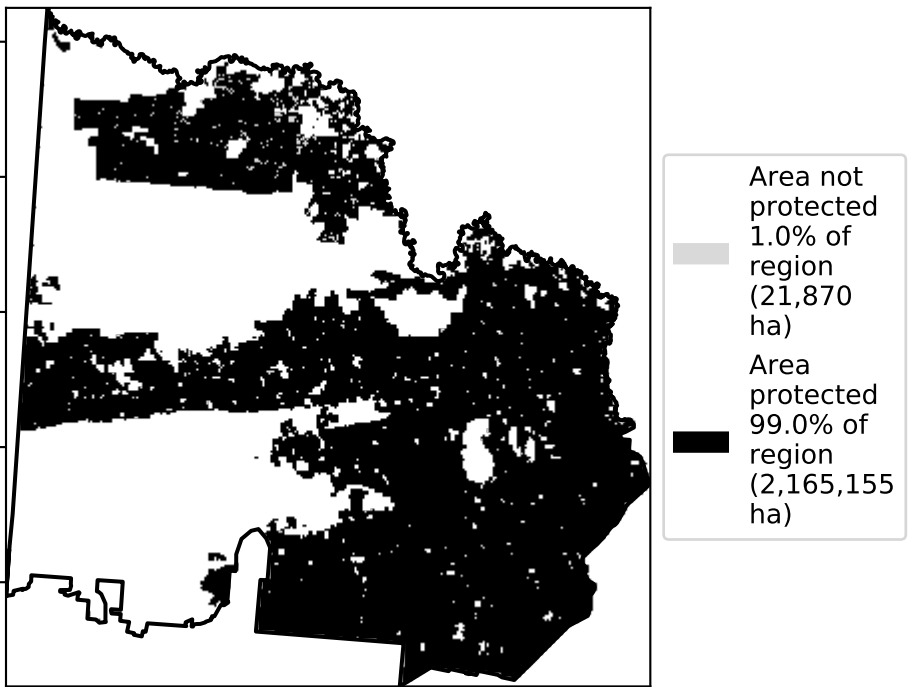 Area not
protected
1.0% of
region
(21,870
ha)
Area
protected
99.0% of
region
(2,165,155
ha)